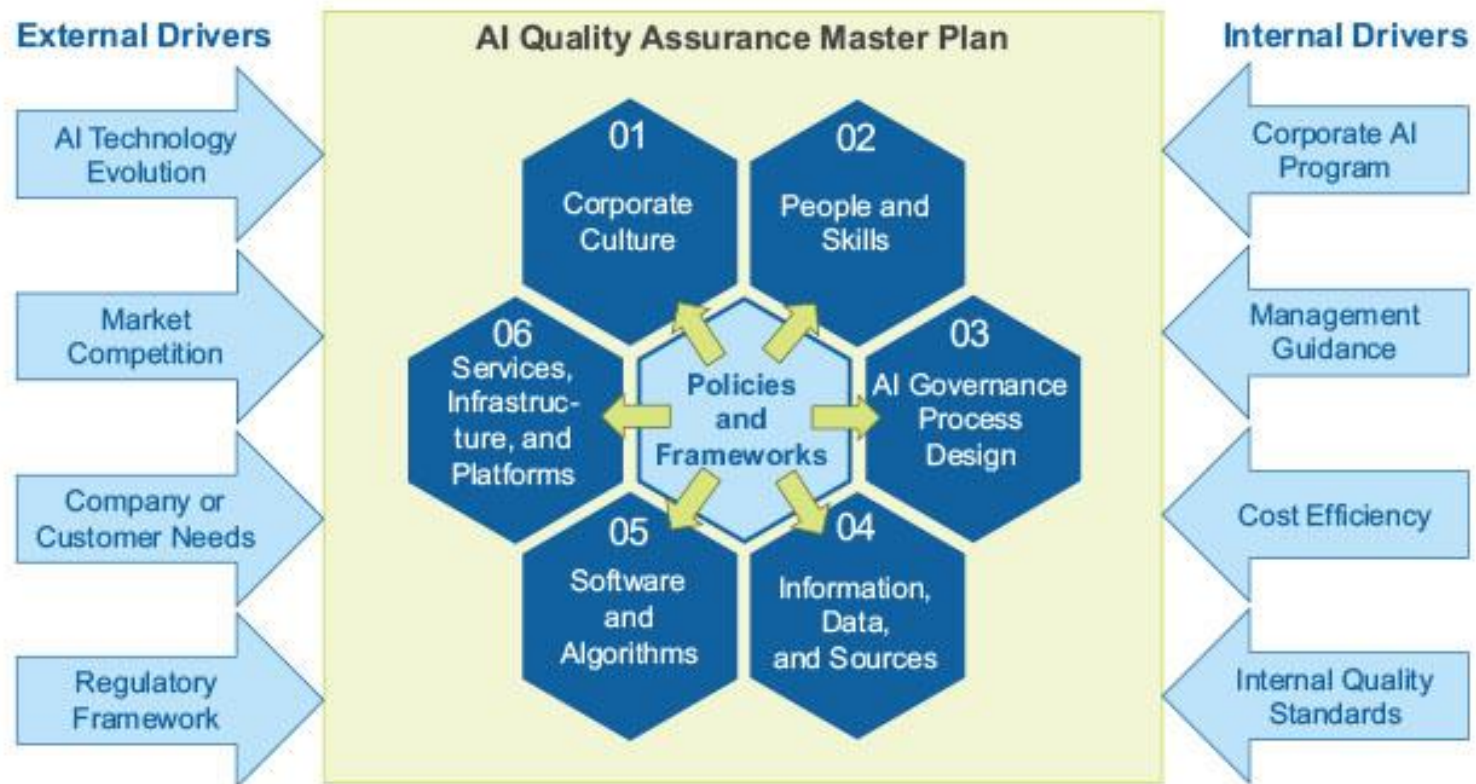 External Drivers
AI Quality Assurance Master Plan
Internal Drivers
AI Technology
Evolution
Market
Competition
Company or
Customer Needs
Regulatory
Framework
01
Corporate
Culture
02
People and
Skills
03
AI Governance
Process
Design
04
Information,
Data,
and Sources
05
Software
and
Algorithms
06
Services,
Infrastruc-
ture, and
Platforms
Policies
and
Frameworks
Corporate AI
Program
Management
Guidance
Cost Efficiency
Internal Quality
Standards